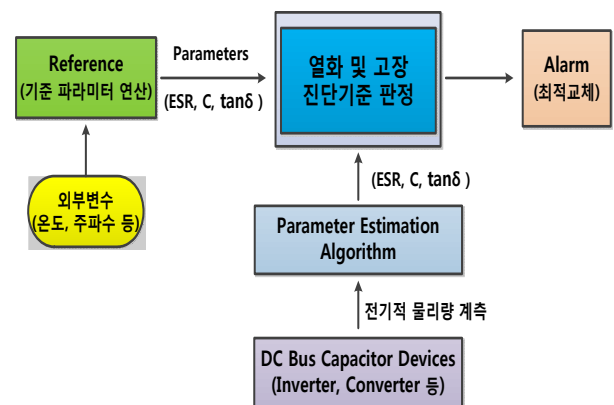 Reference
(기준 파라미터 연산)
Parameters
(ESR, C, tanδ )
열화 및 고장
진단기준 판정
Alarm
(최적교체)
외부변수
(온도, 주파수 등)
(ESR, C, tanδ )
Parameter Estimation
Algorithm
전기적 물리량 계측
DC Bus Capacitor Devices
(Inverter, Converter 등)